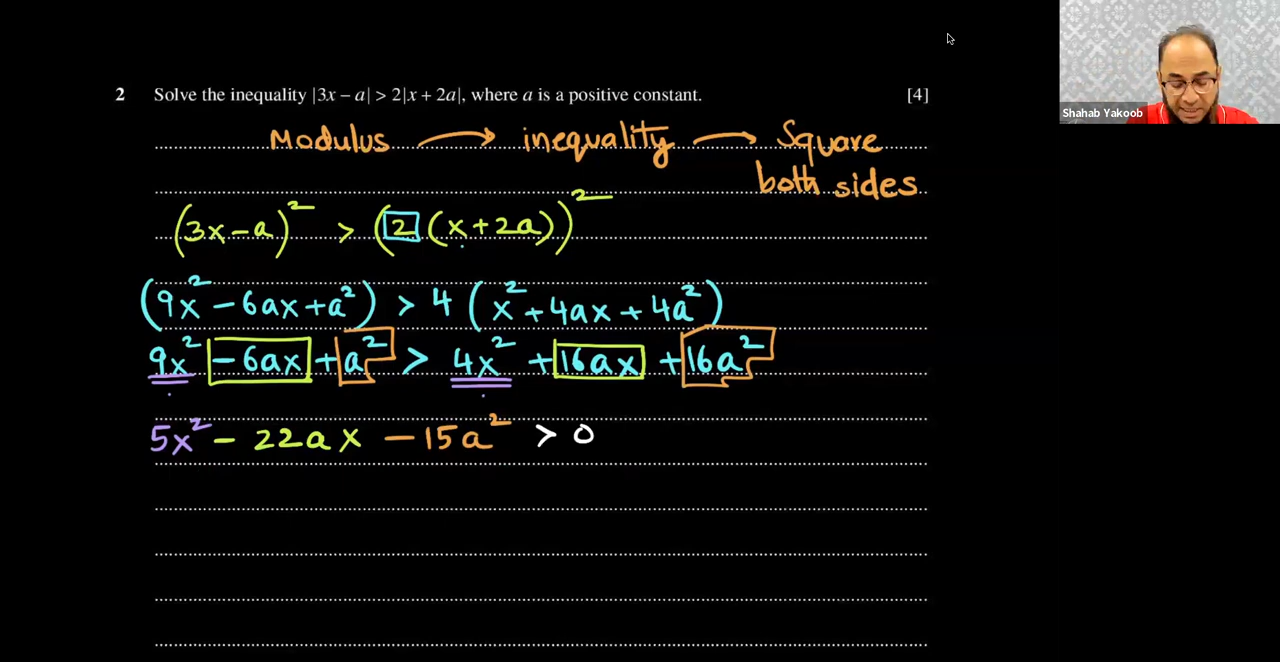 2 Solve the inequality |3x − a| > 2|x + 2a|, where a is a positive constant. [4]
Shahab Yakoob
Modulus → inequality → Square
both sides
(3x − a)² > (2(x + 2a))²
(9x² − 6ax + a²) > 4(x² + 4ax + 4a²)
9x² − 6ax + a² > 4x² + 16ax + 16a²
5x² − 22ax − 15a² > 0